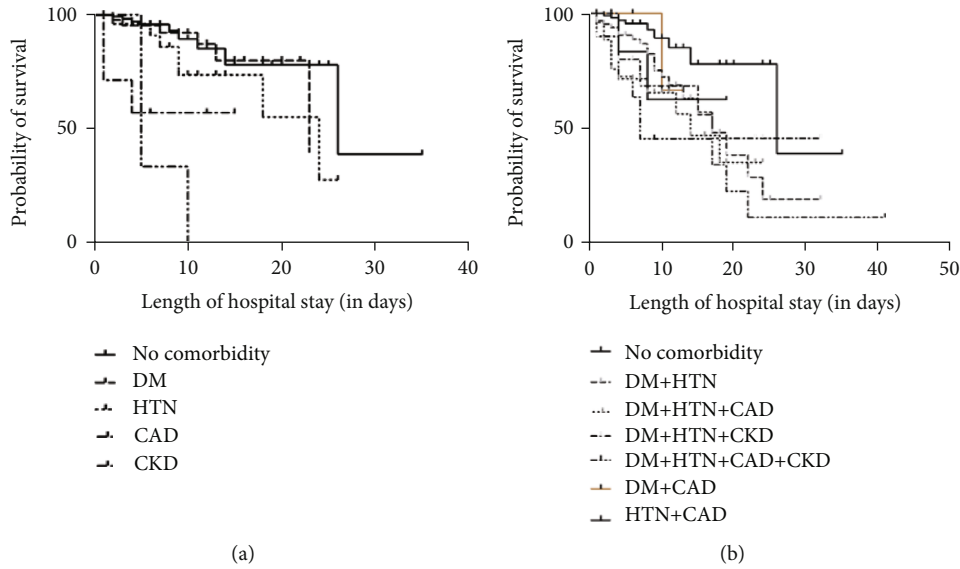 100
50
0
Probability of survival
0 10 20 30 40
Length of hospital stay (in days)
No comorbidity
DM
HTN
CAD
CKD
(a)
100
50
0
Probability of survival
0 10 20 30 40 50
Length of hospital stay (in days)
No comorbidity
DM+HTN
DM+HTN+CAD
DM+HTN+CKD
DM+HTN+CAD+CKD
DM+CAD
HTN+CAD
(b)